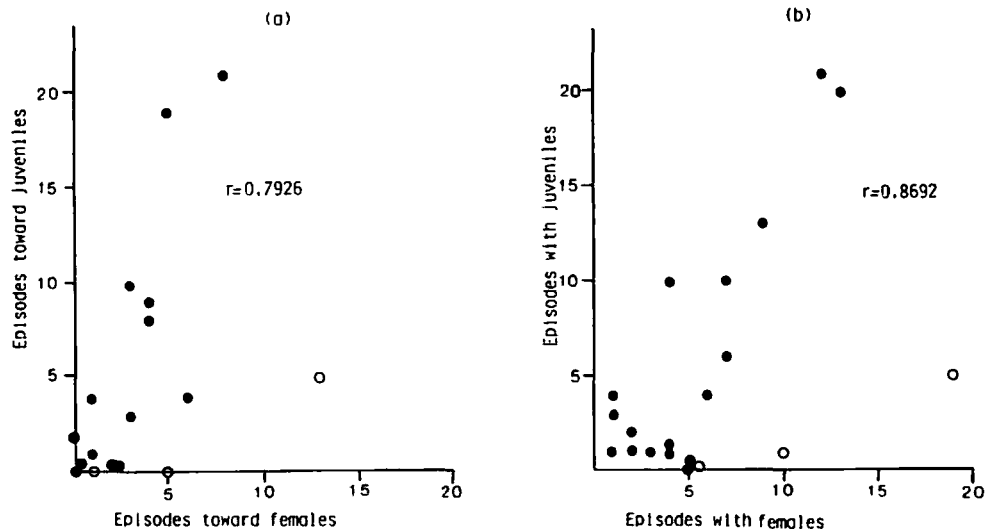 (a)
Episodes toward juveniles
20
15
10
5
r=0.7926
5
10
15
20
Episodes toward females
(b)
Episodes with juveniles
20
15
10
5
r=0.8692
5
10
15
20
Episodes with females